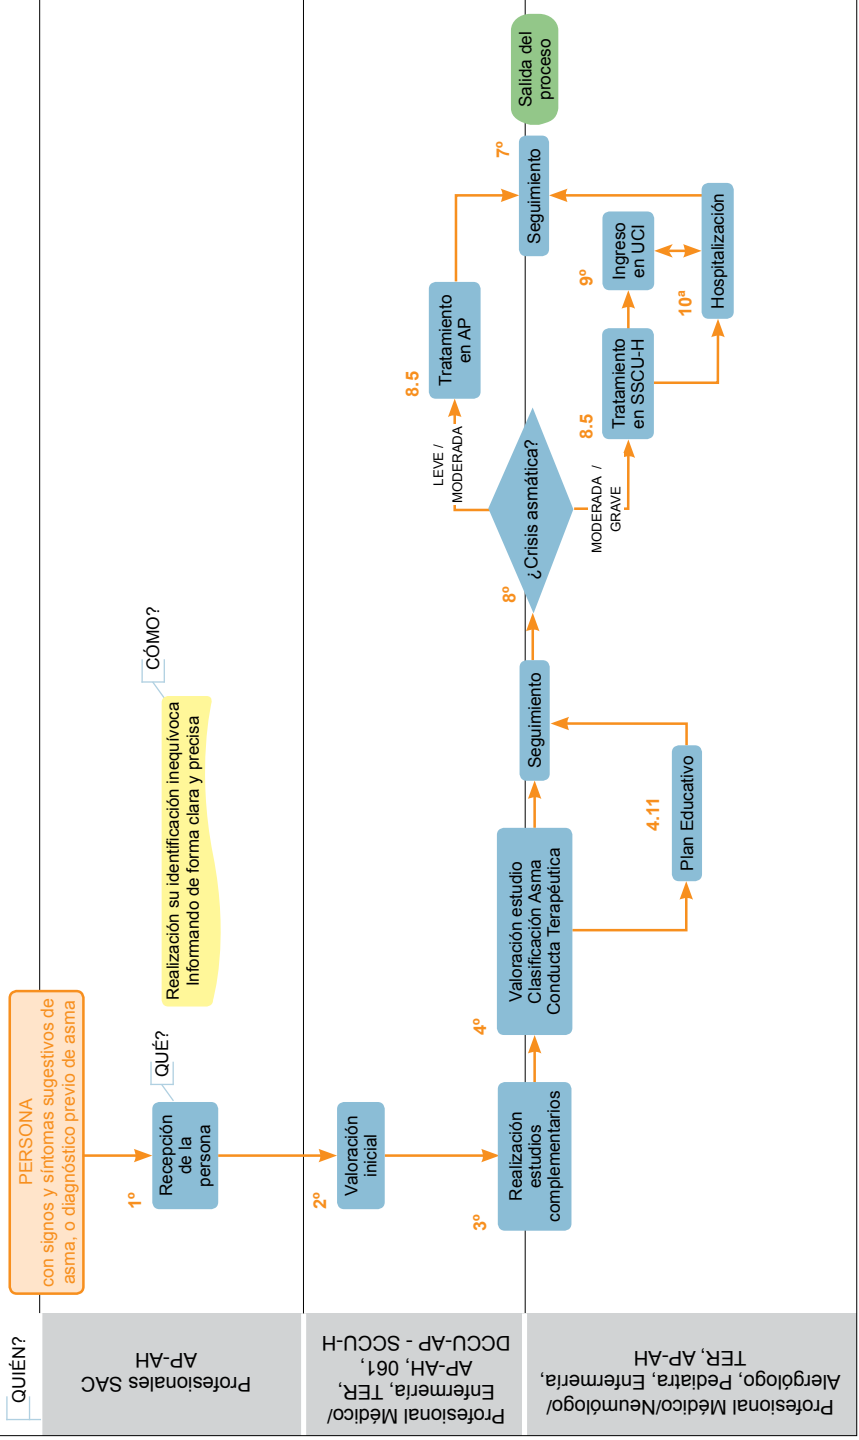 QUIÉN?
PERSONA
con signos y síntomas sugestivos de
asma, o diagnóstico previo de asma
Profesionales SAC
AP-AH
1º
Recepción
de la
persona
QUÉ?
Realización su identificación inequívoca
Informando de forma clara y precisa
CÓMO?
Profesional Médico/
Enfermería, TER,
AP-AH, 061,
DCCU-AP - SCCU-H
2º
Valoración
inicial
Profesional Médico/Neumólogo/
Alergólogo, Pediatra, Enfermería,
TER, AP-AH
3º
Realización
estudios
complementarios
4º
Valoración estudio
Clasificación Asma
Conducta Terapéutica
4.11
Plan Educativo
Seguimiento
8º
¿Crisis asmática?
LEVE /
MODERADA
8.5
Tratamiento
en AP
MODERADA /
GRAVE
8.5
Tratamiento
en SSCU-H
9º
Ingreso
en UCI
10ª
Hospitalización
7º
Seguimiento
Salida del
proceso